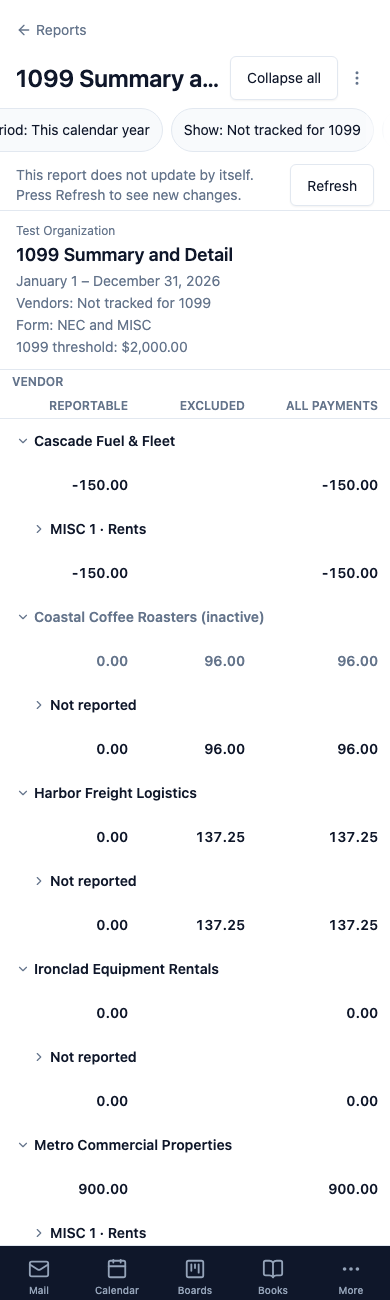 Reports
1099 Summary a...
Collapse all
riod: This calendar year
Show: Not tracked for 1099
This report does not update by itself.
Press Refresh to see new changes.
Refresh
Test Organization
1099 Summary and Detail
January 1 – December 31, 2026
Vendors: Not tracked for 1099
Form: NEC and MISC
1099 threshold: $2,000.00
VENDOR
REPORTABLE EXCLUDED ALL PAYMENTS
Cascade Fuel & Fleet
-150.00 -150.00
MISC 1 · Rents
-150.00 -150.00
Coastal Coffee Roasters (inactive)
0.00 96.00 96.00
Not reported
0.00 96.00 96.00
Harbor Freight Logistics
0.00 137.25 137.25
Not reported
0.00 137.25 137.25
Ironclad Equipment Rentals
0.00 0.00
Not reported
0.00 0.00
Metro Commercial Properties
900.00 900.00
MISC 1 · Rents
Mail Calendar Boards Books More